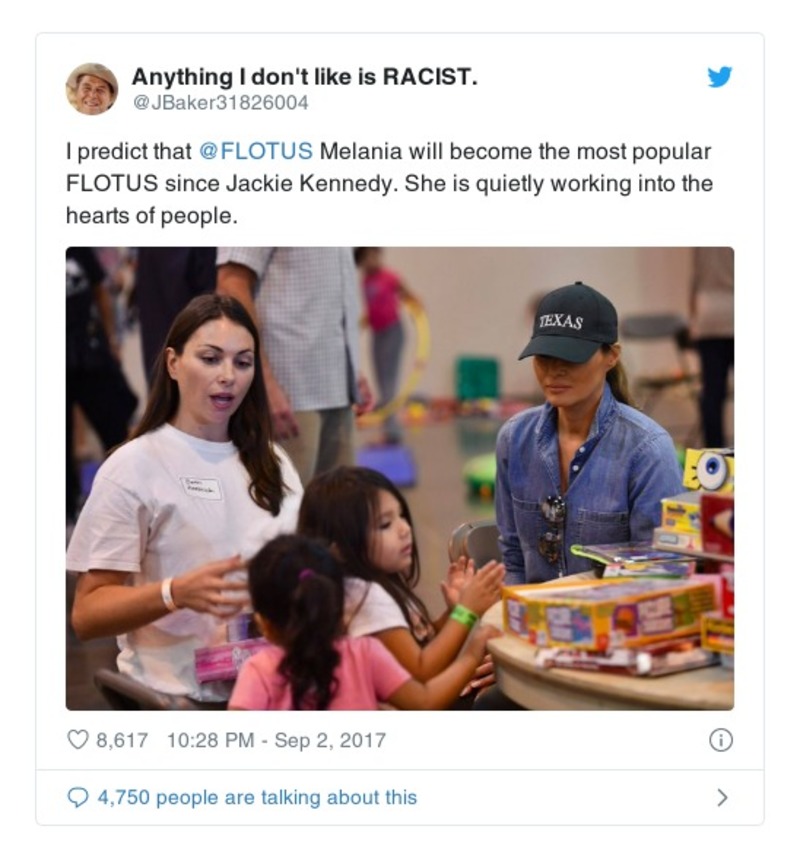 Anything I don't like is RACIST.
@JBaker31826004
I predict that @FLOTUS Melania will become the most popular
FLOTUS since Jackie Kennedy. She is quietly working into the
hearts of people.
TEXAS
8,617 10:28 PM - Sep 2, 2017
4,750 people are talking about this